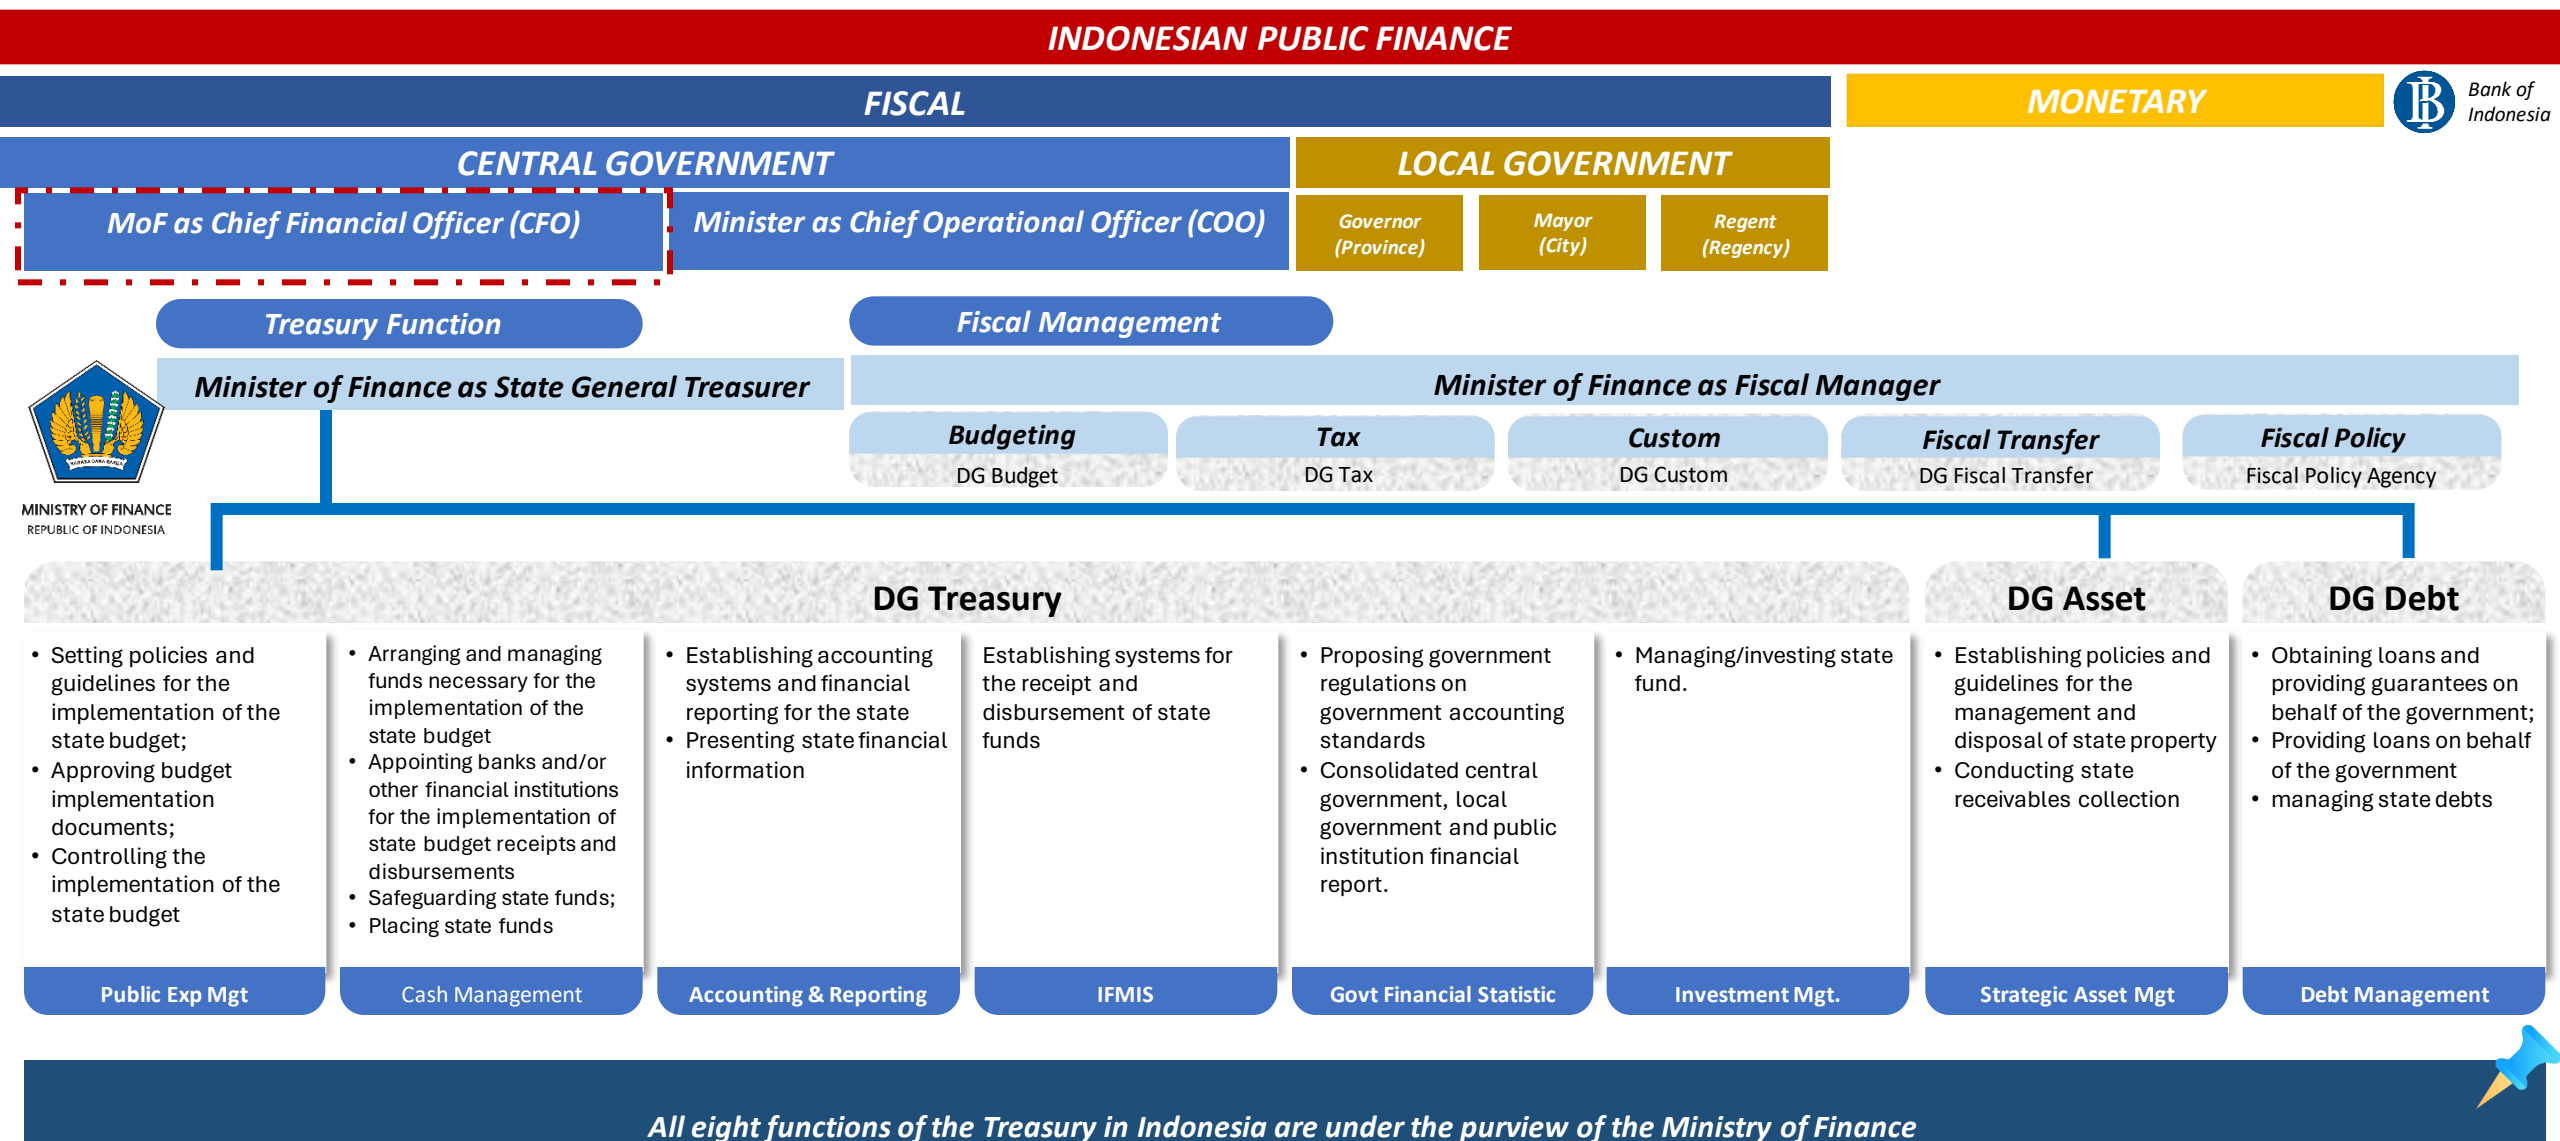 INDONESIAN PUBLIC FINANCE
FISCAL
MONETARY
Bank of
Indonesia
CENTRAL GOVERNMENT
LOCAL GOVERNMENT
MoF as Chief Financial Officer (CFO)
Minister as Chief Operational Officer (COO)
Governor
(Province)
Mayor
(City)
Regent
(Regency)
Treasury Function
Fiscal Management
Minister of Finance as State General Treasurer
Minister of Finance as Fiscal Manager
Budgeting
DG Budget
Tax
DG Tax
Custom
DG Custom
Fiscal Transfer
DG Fiscal Transfer
Fiscal Policy
Fiscal Policy Agency
NAGARA DANA RAKCA
MINISTRY OF FINANCE
REPUBLIC OF INDONESIA
DG Treasury
DG Asset
DG Debt
• Setting policies and
guidelines for the
implementation of the
state budget;
• Approving budget
implementation
documents;
• Controlling the
implementation of the
state budget
Public Exp Mgt
• Arranging and managing
funds necessary for the
implementation of the
state budget
• Appointing banks and/or
other financial institutions
for the implementation of
state budget receipts and
disbursements
• Safeguarding state funds;
• Placing state funds
Cash Management
• Establishing accounting
systems and financial
reporting for the state
• Presenting state financial
information
Accounting & Reporting
Establishing systems for
the receipt and
disbursement of state
funds
IFMIS
• Proposing government
regulations on
government accounting
standards
• Consolidated central
government, local
government and public
institution financial
report.
Govt Financial Statistic
• Managing/investing state
fund.
Investment Mgt.
• Establishing policies and
guidelines for the
management and
disposal of state property
• Conducting state
receivables collection
Strategic Asset Mgt
• Obtaining loans and
providing guarantees on
behalf of the government;
• Providing loans on behalf
of the government
• managing state debts
Debt Management
All eight functions of the Treasury in Indonesia are under the purview of the Ministry of Finance